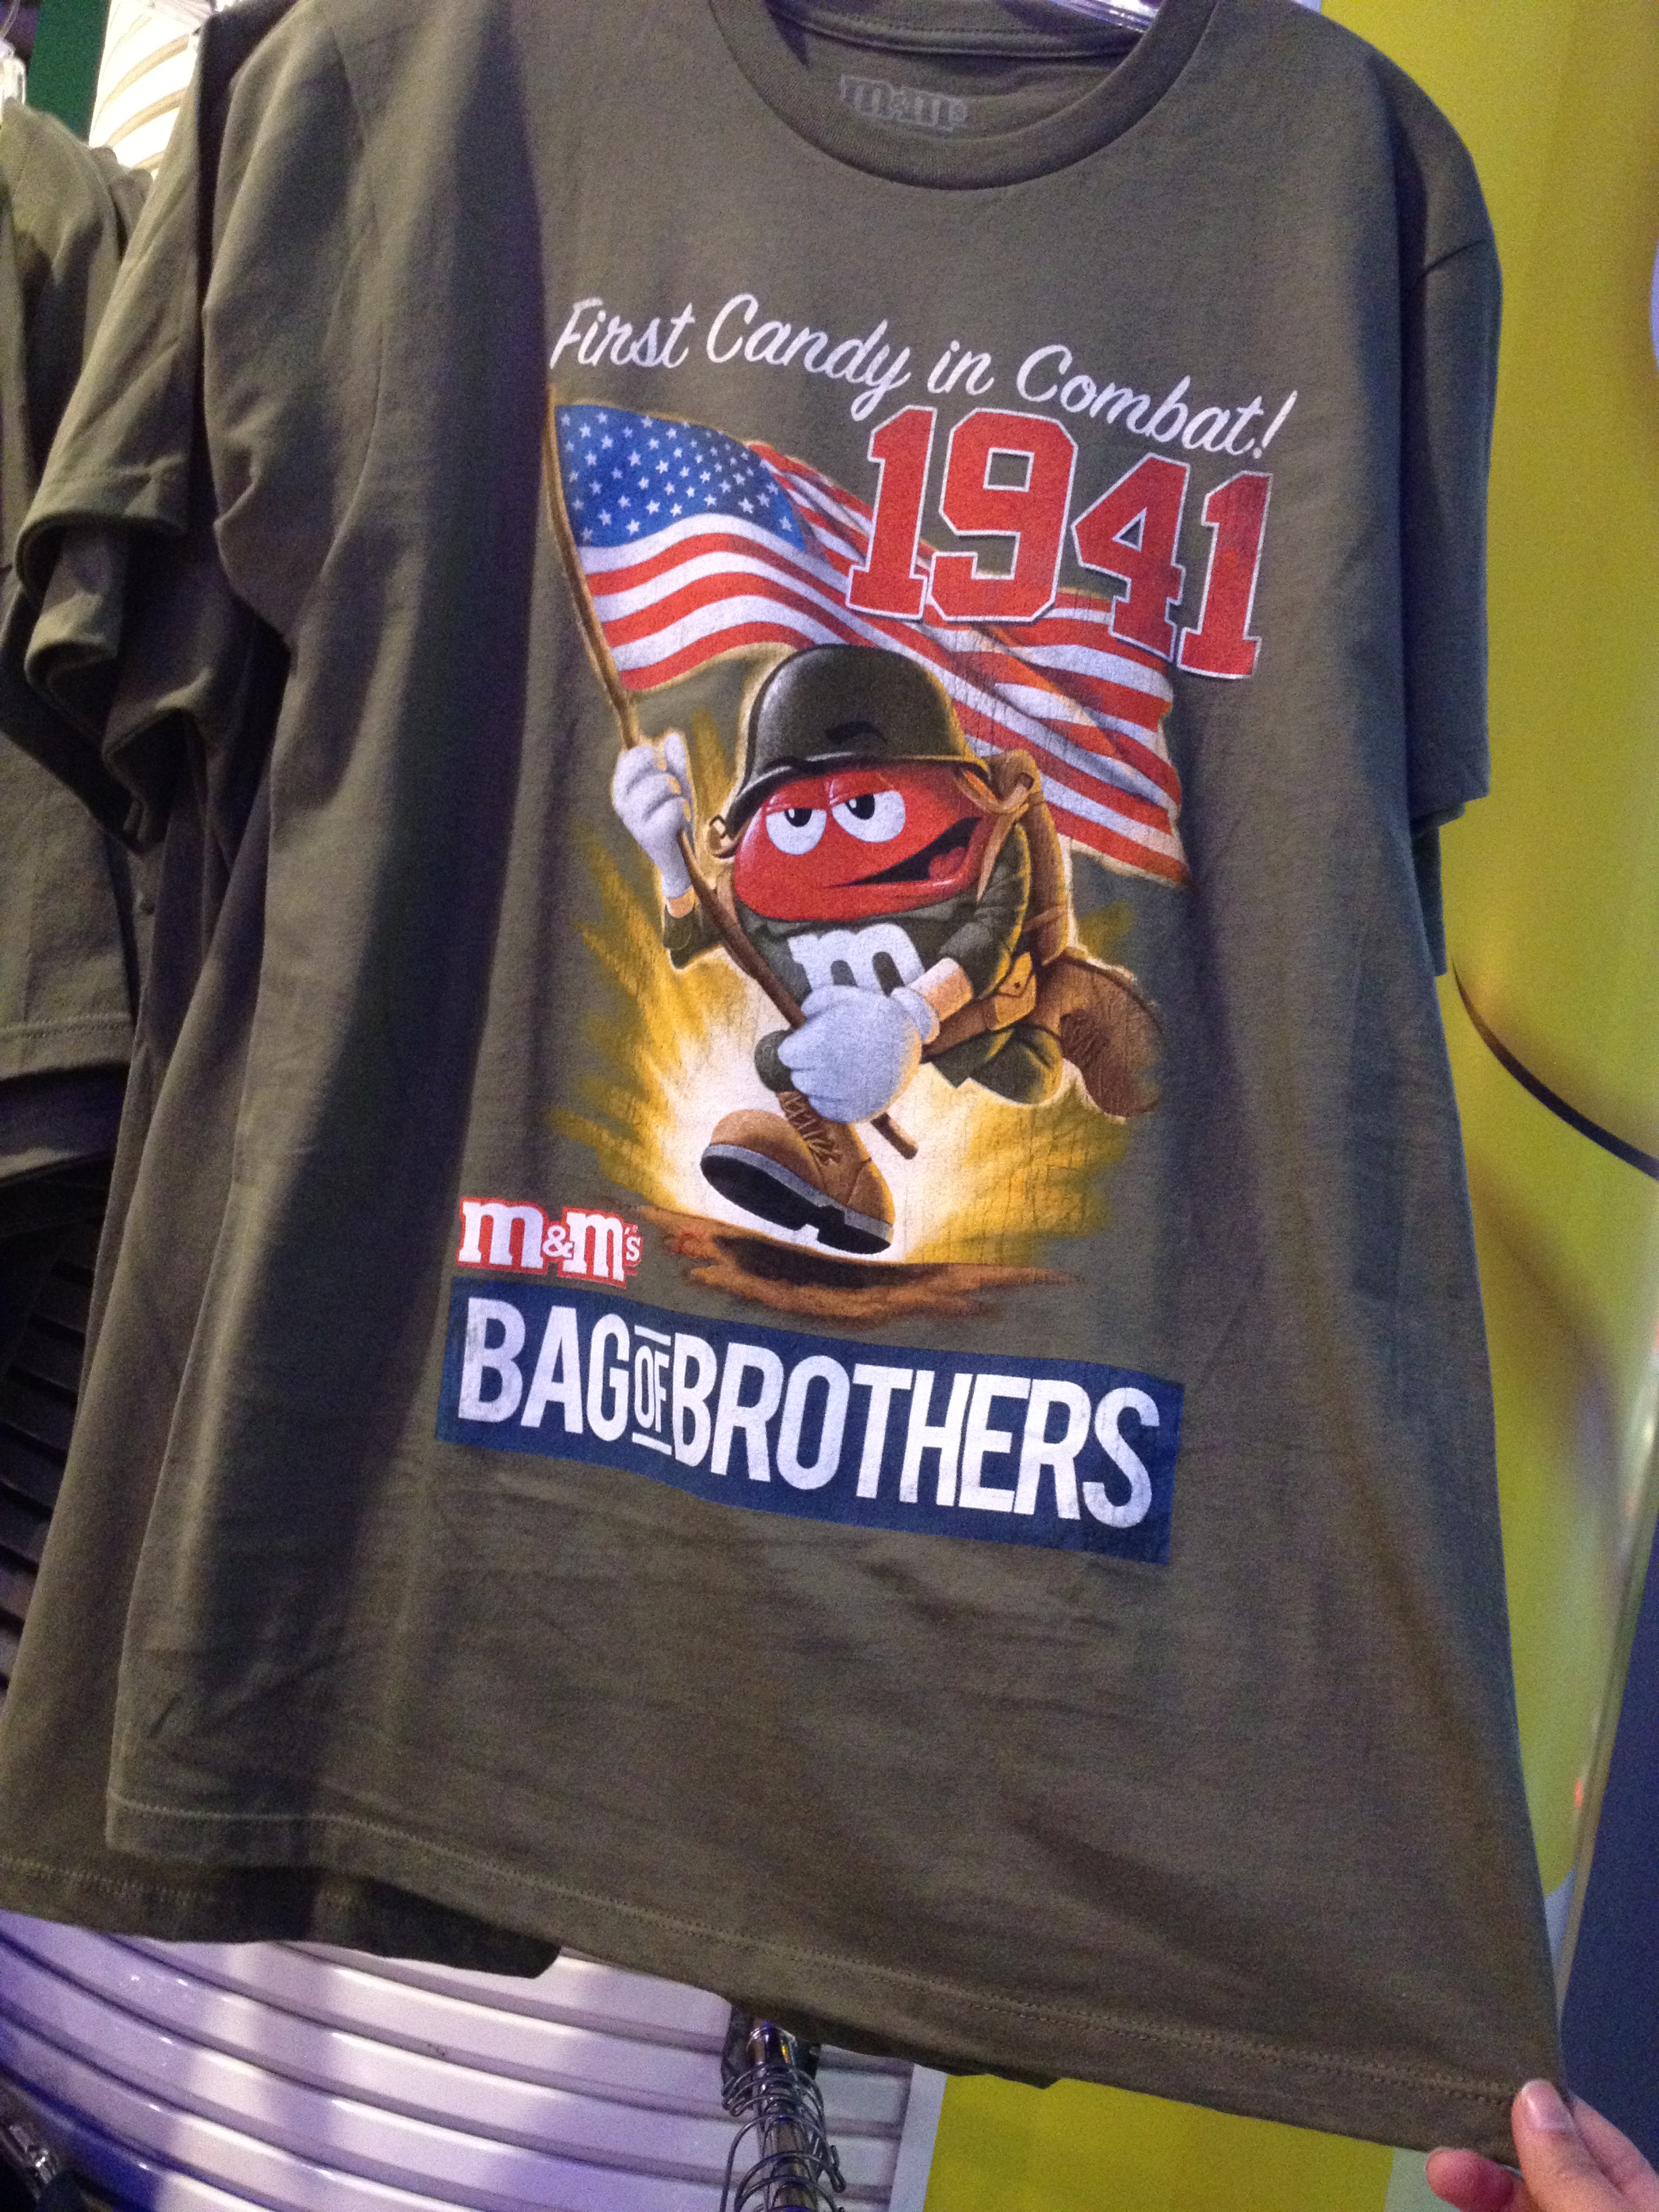 m&m's
First Candy in Combat!
1941
m
m&m's
BAG OF BROTHERS